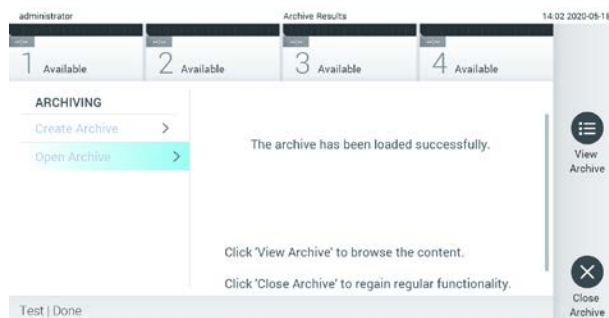 administrator Archive Results 14:02 2020-05-18
1 Available 2 Available 3 Available 4 Available
ARCHIVING
Create Archive
Open Archive
The archive has been loaded successfully.
Click 'View Archive' to browse the content.
Click 'Close Archive' to regain regular functionality.
View
Archive
Close
Archive
Test | Done